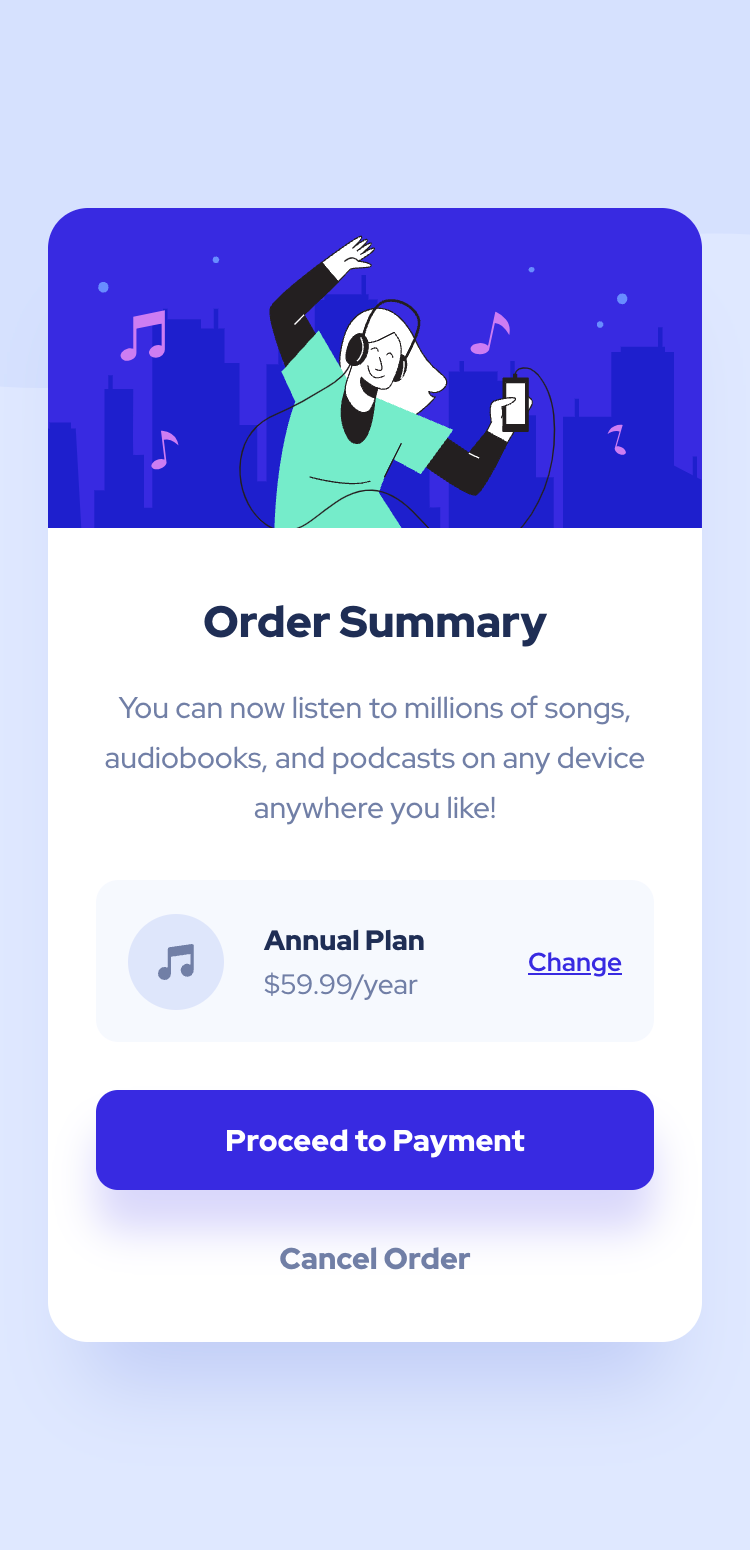 Order Summary
You can now listen to millions of songs,
audiobooks, and podcasts on any device
anywhere you like!
Annual Plan
$59.99/year
Change
Proceed to Payment
Cancel Order